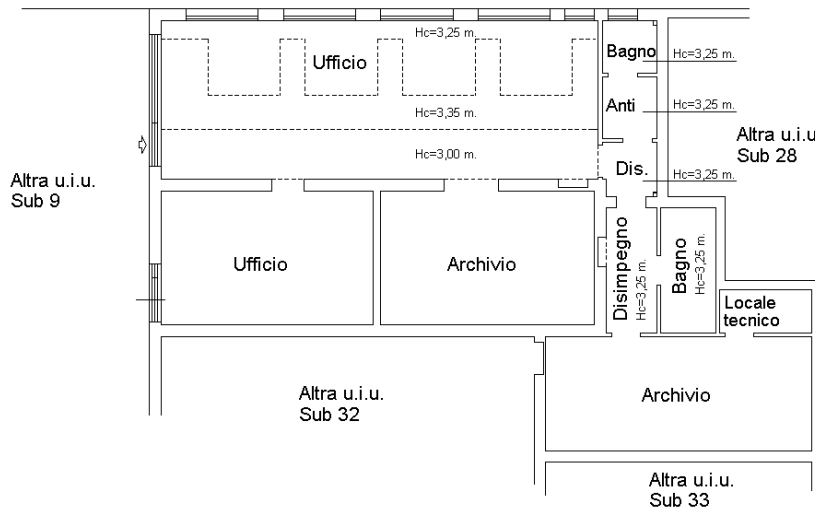 Hc=3,25 m.
Ufficio
Bagno
Hc=3,25 m.
Hc=3,35 m.
Anti
Hc=3,25 m.
Altra u.i.u.
Sub 28
Hc=3,00 m.
Dis.
Hc=3,25 m.
Altra u.i.u.
Sub 9
Ufficio
Archivio
Disimpegno
Hc=3,25 m.
Bagno
Hc=3,25 m.
Locale
tecnico
Altra u.i.u.
Sub 32
Archivio
Altra u.i.u.
Sub 33